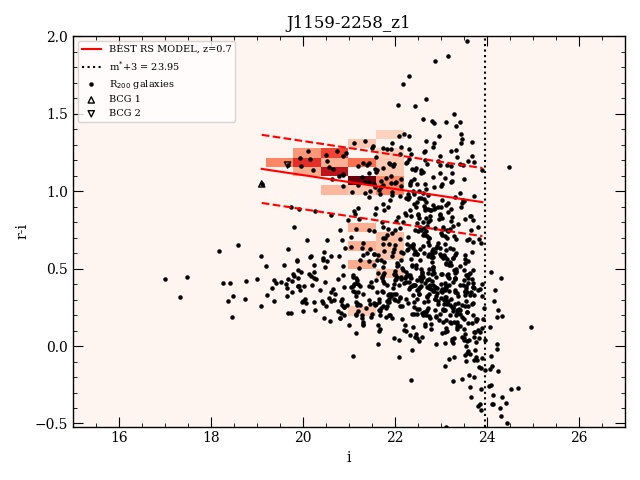 J1159-2258_z1
BEST RS MODEL, z=0.7
m*+3 = 23.95
R200 galaxies
BCG 1
BCG 2
2.0
1.5
1.0
0.5
0.0
−0.5
r-i
16 18 20 22 24 26
i